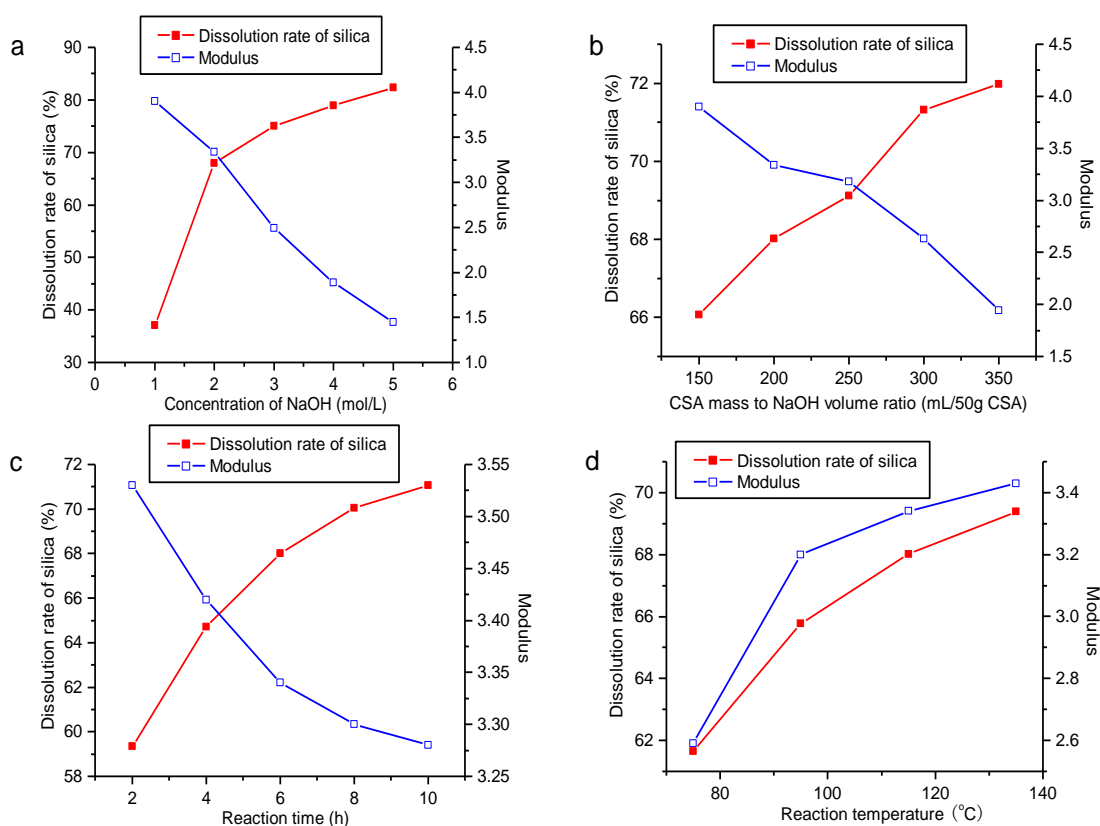 a
Dissolution rate of silica
Modulus
90
80
70
60
50
40
30
4.5
4.0
3.5
3.0
2.5
2.0
1.5
1.0
0 1 2 3 4 5 6
Dissolution rate of silica (%)
Modulus
Concentration of NaOH (mol/L)
b
Dissolution rate of silica
Modulus
72
70
68
66
4.5
4.0
3.5
3.0
2.5
2.0
1.5
150 200 250 300 350
Dissolution rate of silica (%)
Modulus
CSA mass to NaOH volume ratio (mL/50g CSA)
c
Dissolution rate of silica
Modulus
72
71
68
66
65
62
60
59
58
3.55
3.50
3.45
3.40
3.35
3.30
3.25
2 4 6 8 10
Dissolution rate of silica (%)
Modulus
Reaction time (h)
d
Dissolution rate of silica
Modulus
70
68
66
64
62
3.4
3.2
3.0
2.8
2.6
80 100 120 140
Dissolution rate of silica (%)
Modulus
Reaction temperature (°C)